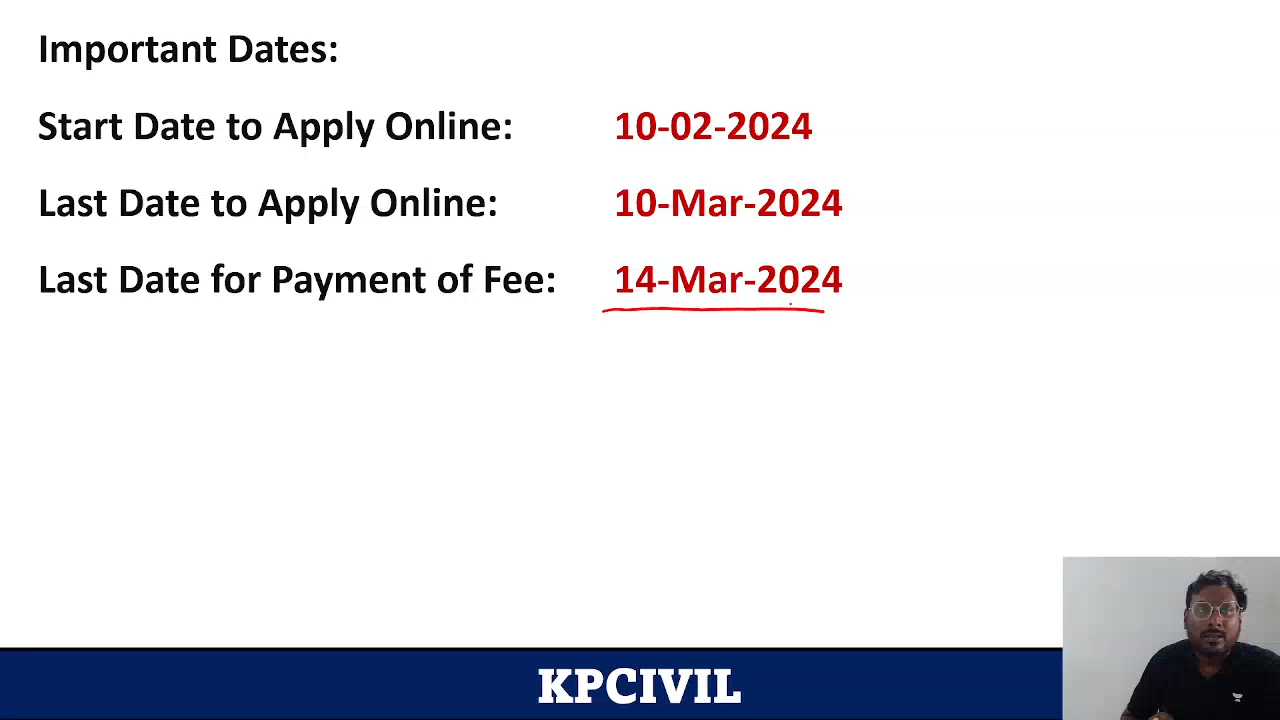 Important Dates:
Start Date to Apply Online: 10-02-2024
Last Date to Apply Online: 10-Mar-2024
Last Date for Payment of Fee: 14-Mar-2024
KPCIVIL